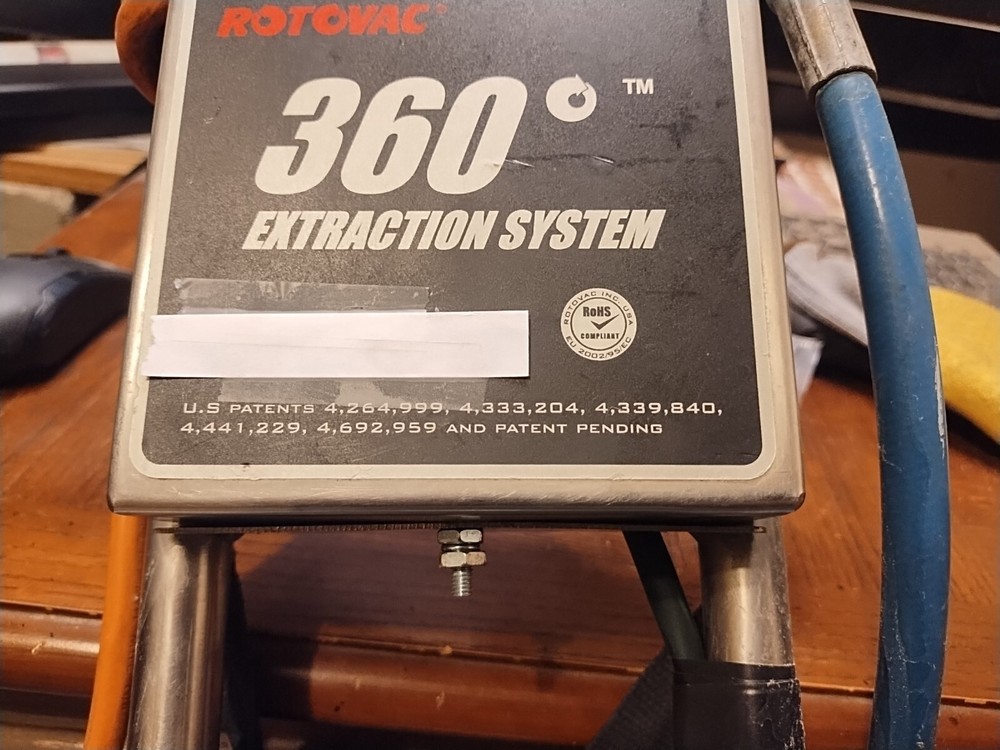 ROTOVAC®
360
TM
EXTRACTION SYSTEM
ROTOVAC INC. USA
RoHS
COMPLIANT
EU 2002/95/EC
U.S PATENTS 4,264,999, 4,333,204, 4,339,840,
4,441,229, 4,692,959 AND PATENT PENDING